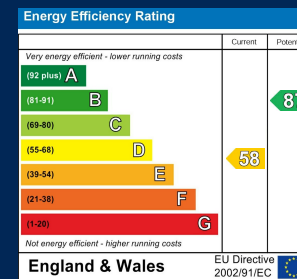 Energy Efficiency Rating
Current
Very energy efficient - lower running costs
(92 plus) A
(81-91) B
(69-80) C
(55-68) D
58
(39-54) E
(21-38) F
(1-20) G
Not energy efficient - higher running costs
England & Wales
EU Directive
2002/91/EC